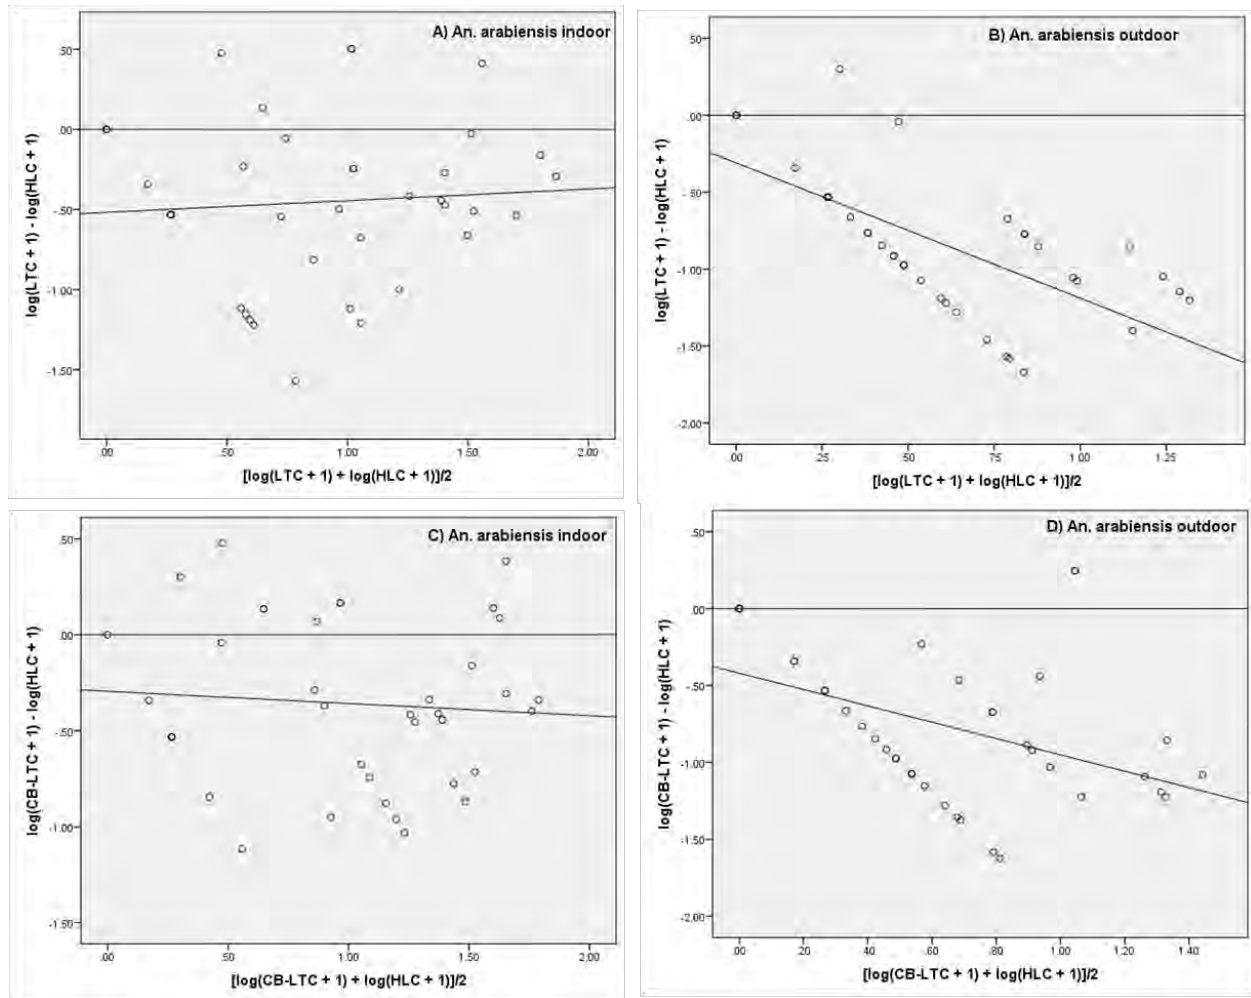 A) An. arabiensis indoor
.50
.00
-.50
-1.00
-1.50
log(LTC + 1) - log(HLC + 1)
.00 .50 1.00 1.50 2.00
[log(LTC + 1) + log(HLC + 1)]/2
B) An. arabiensis outdoor
.50
.00
-.50
-1.00
-1.50
-2.00
log(LTC + 1) - log(HLC + 1)
.00 .25 .50 .75 1.00 1.25
[log(LTC + 1) + log(HLC + 1)]/2
C) An. arabiensis indoor
.50
.00
-.50
-1.00
-1.50
log(CB-LTC + 1) - log(HLC + 1)
.00 .50 1.00 1.50 2.00
[log(CB-LTC + 1) + log(HLC + 1)]/2
D) An. arabiensis outdoor
.50
.00
-.50
-1.00
-1.50
-2.00
log(CB-LTC + 1) - log(HLC + 1)
.00 .20 .40 .60 .80 1.00 1.20 1.40
[log(CB-LTC + 1) + log(HLC + 1)]/2